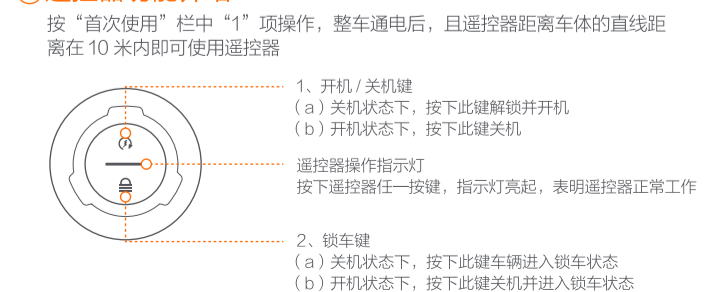 按“首次使用”栏中“1”项操作，整车通电后，且遥控器距离车体的直线距
离在 10 米内即可使用遥控器
1、开机 / 关机键
（a）关机状态下，按下此键解锁并开机
（b）开机状态下，按下此键关机
遥控器操作指示灯
按下遥控器任一按键，指示灯亮起，表明遥控器正常工作
2、锁车键
（a）关机状态下，按下此键车辆进入锁车状态
（b）开机状态下，按下此键关机并进入锁车状态